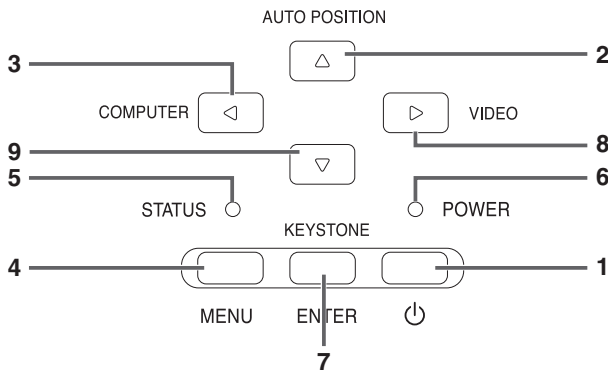 AUTO POSITION
3
2
COMPUTER
VIDEO
9
8
5
6
STATUS
POWER
KEYSTONE
4
1
MENU
ENTER
7